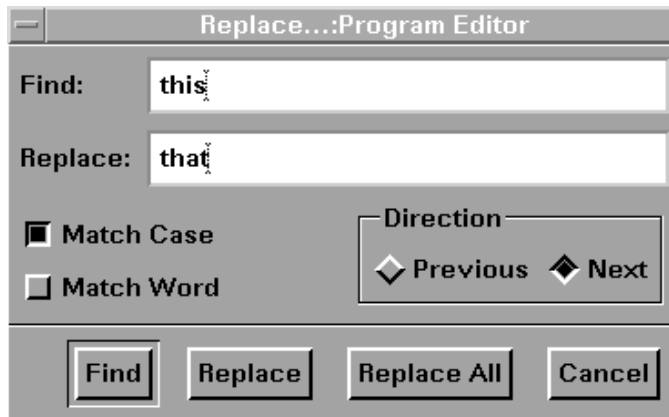 Replace...:Program Editor
Find: this
Replace: that
Match Case
Match Word
Direction
Previous Next
Find Replace Replace All Cancel